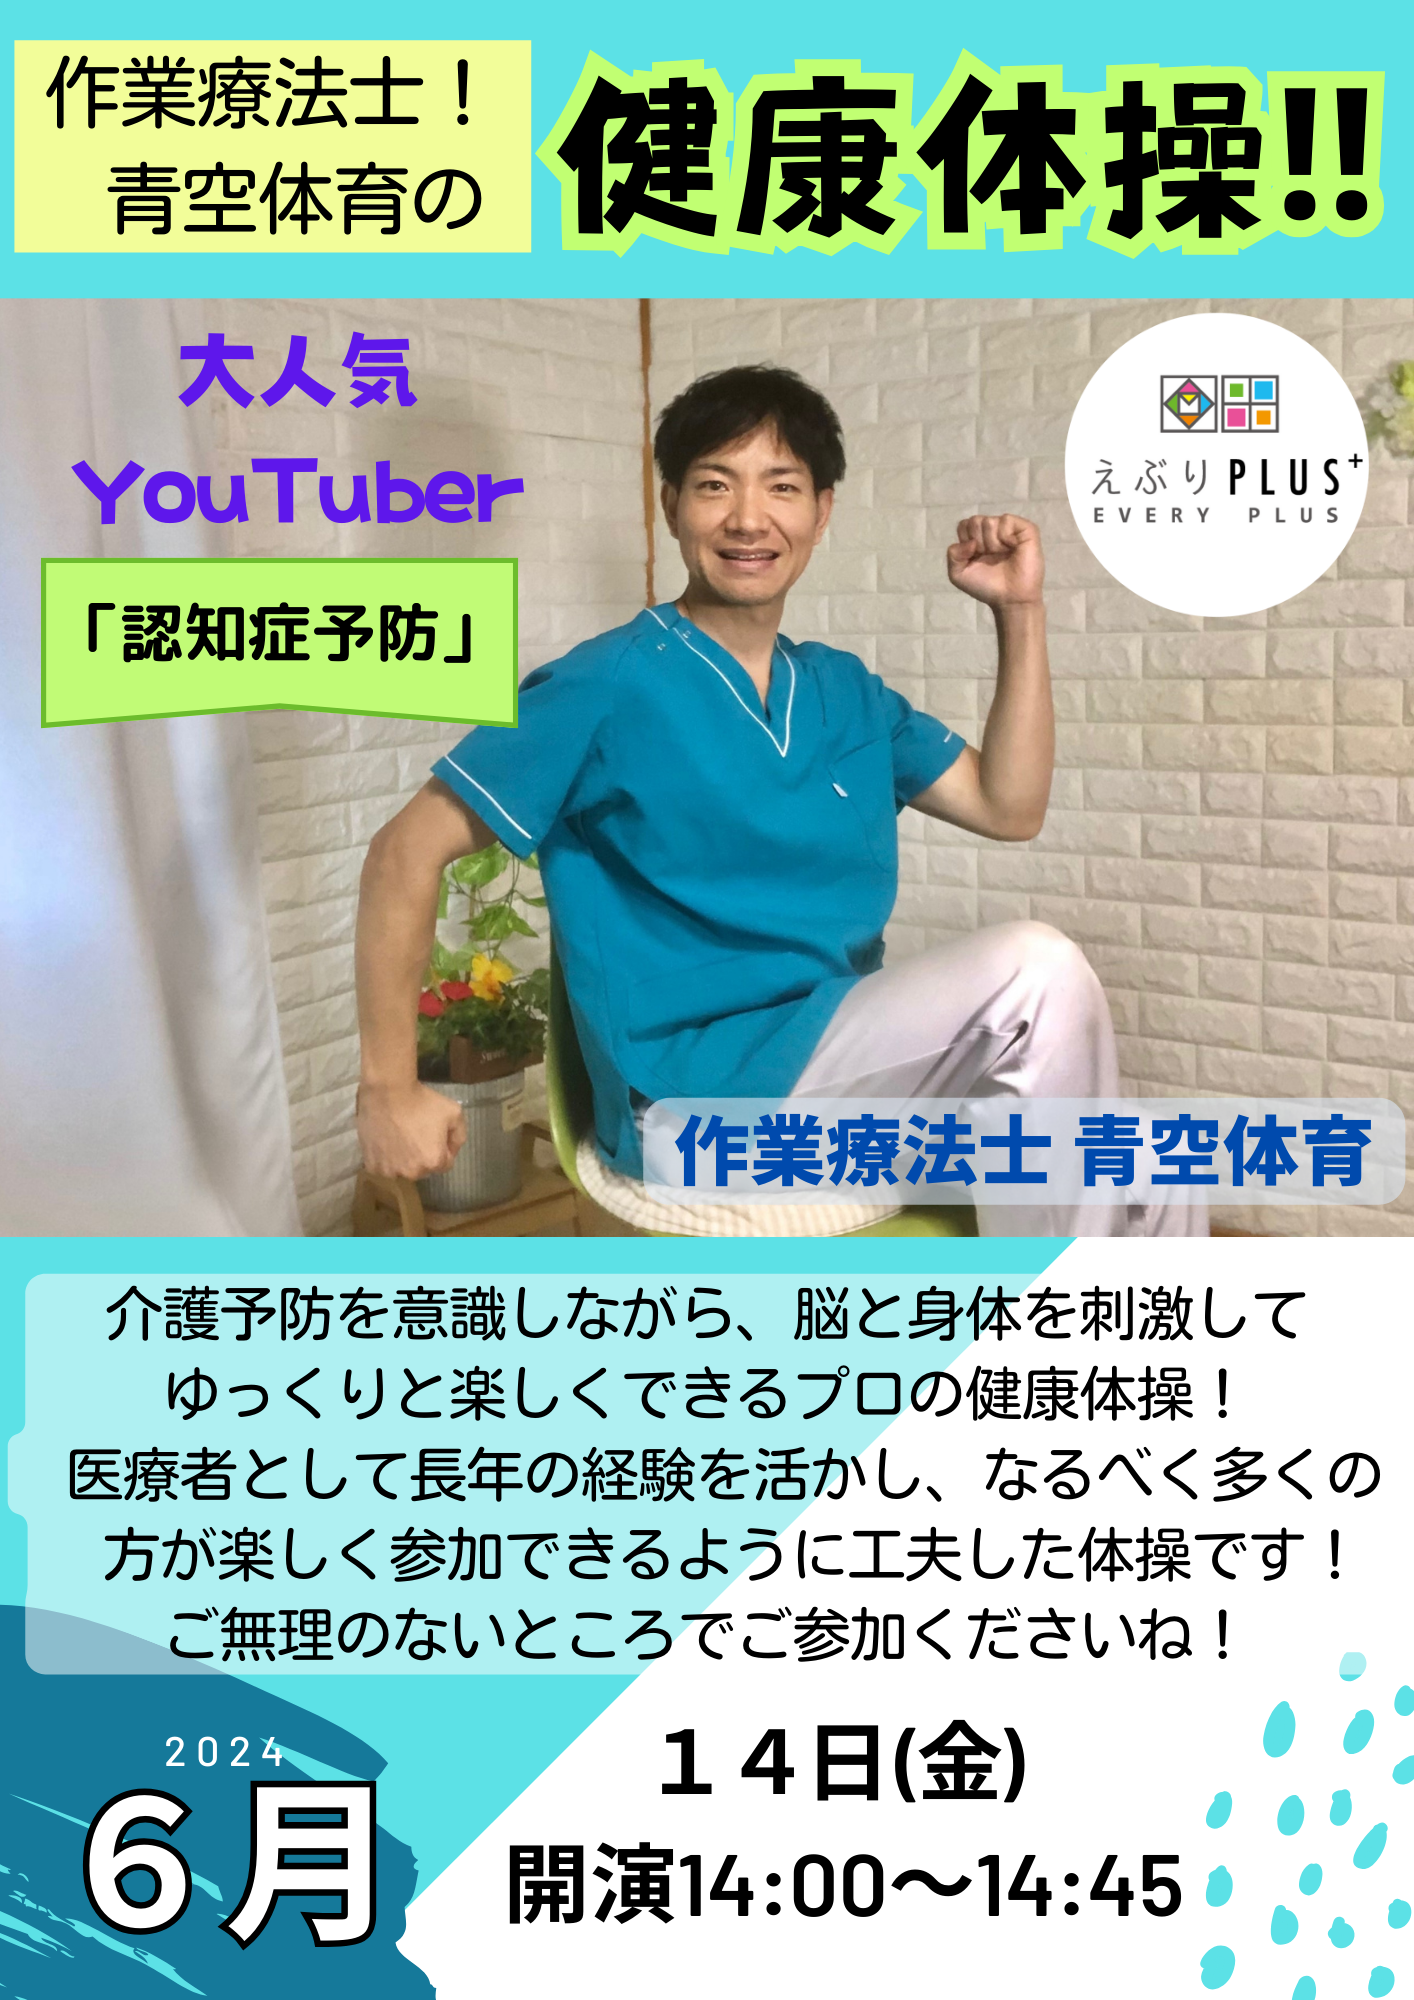 作業療法士！
青空体育の
健康体操!!
大人気
YouTuber
「認知症予防」
えぶりPLUS+
EVERY PLUS
作業療法士 青空体育
介護予防を意識しながら、脳と身体を刺激して
ゆっくりと楽しくできるプロの健康体操！
医療者として長年の経験を活かし、なるべく多くの
方が楽しく参加できるように工夫した体操です！
ご無理のないところでご参加くださいね！
2024
６月
１４日(金)
開演14:00～14:45